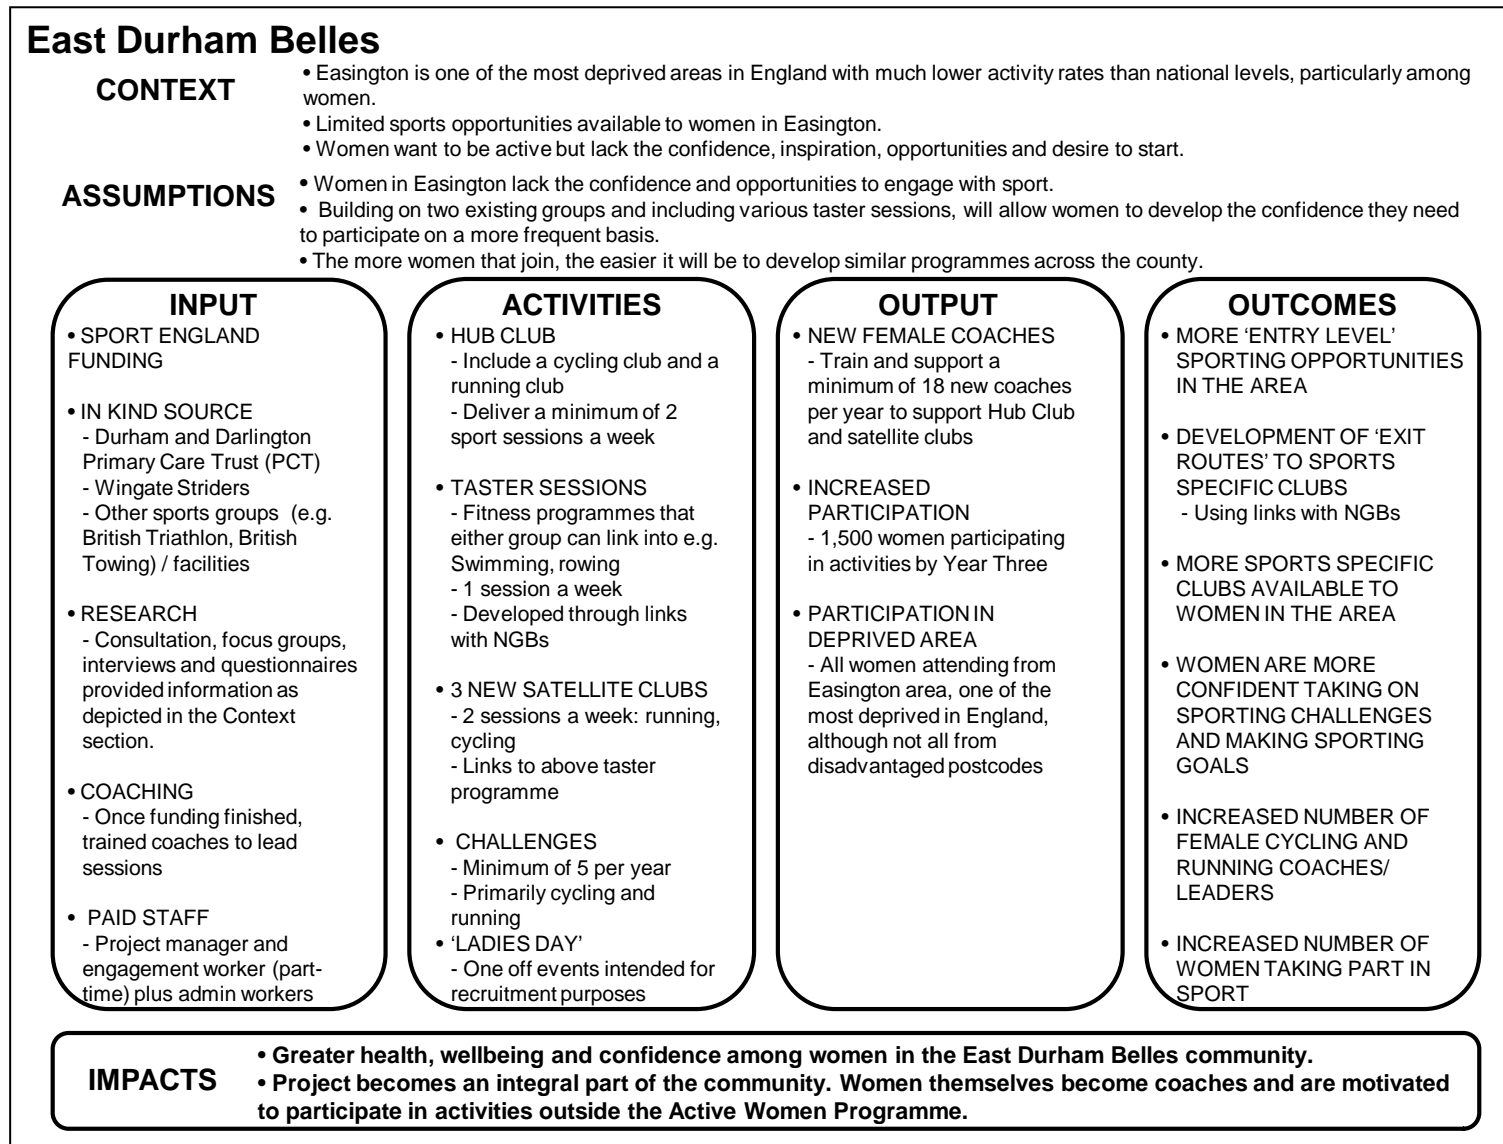 East Durham Belles
CONTEXT
• Easington is one of the most deprived areas in England with much lower activity rates than national levels, particularly among
women.
• Limited sports opportunities available to women in Easington.
• Women want to be active but lack the confidence, inspiration, opportunities and desire to start.
ASSUMPTIONS
• Women in Easington lack the confidence and opportunities to engage with sport.
• Building on two existing groups and including various taster sessions, will allow women to develop the confidence they need
to participate on a more frequent basis.
• The more women that join, the easier it will be to develop similar programmes across the county.
INPUT
• SPORT ENGLAND
FUNDING
• IN KIND SOURCE
- Durham and Darlington
Primary Care Trust (PCT)
- Wingate Striders
- Other sports groups (e.g.
British Triathlon, British
Towing) / facilities
• RESEARCH
- Consultation, focus groups,
interviews and questionnaires
provided information as
depicted in the Context
section.
• COACHING
- Once funding finished,
trained coaches to lead
sessions
• PAID STAFF
- Project manager and
engagement worker (part-
time) plus admin workers
ACTIVITIES
• HUB CLUB
- Include a cycling club and a
running club
- Deliver a minimum of 2
sport sessions a week
• TASTER SESSIONS
- Fitness programmes that
either group can link into e.g.
Swimming, rowing
- 1 session a week
- Developed through links
with NGBs
• 3 NEW SATELLITE CLUBS
- 2 sessions a week: running,
cycling
- Links to above taster
programme
• CHALLENGES
- Minimum of 5 per year
- Primarily cycling and
running
• ‘LADIES DAY’
- One off events intended for
recruitment purposes
OUTPUT
• NEW FEMALE COACHES
- Train and support a
minimum of 18 new coaches
per year to support Hub Club
and satellite clubs
• INCREASED
PARTICIPATION
- 1,500 women participating
in activities by Year Three
• PARTICIPATION IN
DEPRIVED AREA
- All women attending from
Easington area, one of the
most deprived in England,
although not all from
disadvantaged postcodes
OUTCOMES
• MORE ‘ENTRY LEVEL’
SPORTING OPPORTUNITIES
IN THE AREA
• DEVELOPMENT OF ‘EXIT
ROUTES’ TO SPORTS
SPECIFIC CLUBS
- Using links with NGBs
• MORE SPORTS SPECIFIC
CLUBS AVAILABLE TO
WOMEN IN THE AREA
• WOMEN ARE MORE
CONFIDENT TAKING ON
SPORTING CHALLENGES
AND MAKING SPORTING
GOALS
• INCREASED NUMBER OF
FEMALE CYCLING AND
RUNNING COACHES/
LEADERS
• INCREASED NUMBER OF
WOMEN TAKING PART IN
SPORT
IMPACTS
• Greater health, wellbeing and confidence among women in the East Durham Belles community.
• Project becomes an integral part of the community. Women themselves become coaches and are motivated
to participate in activities outside the Active Women Programme.